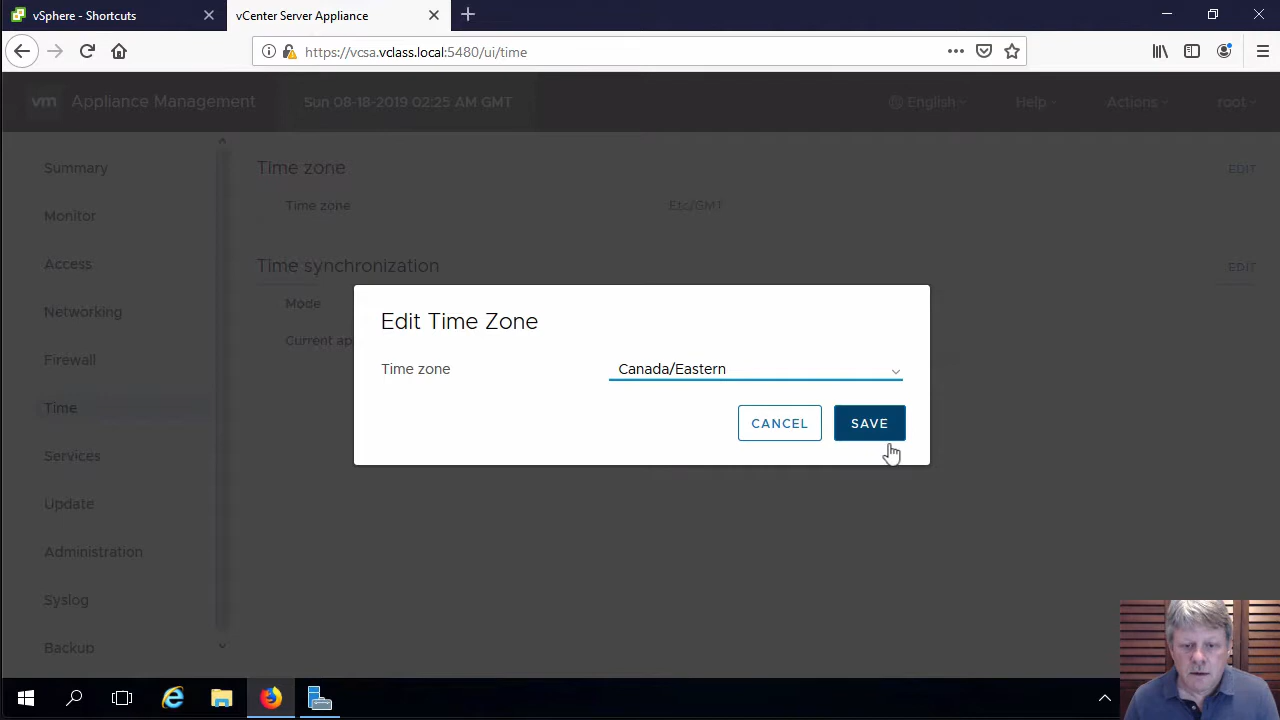 vSphere - Shortcuts
vCenter Server Appliance
https://vcsa.vclass.local:5480/ui/time
vm Appliance Management
Sun 08-18-2019 02:25 AM GMT
English
Help
Actions
root
Summary
Monitor
Access
Networking
Firewall
Time
Services
Update
Administration
Syslog
Backup
Time zone
EDIT
Time zone
Etc/GMT
Time synchronization
EDIT
Mode
Current ap
Edit Time Zone
Time zone
Canada/Eastern
CANCEL
SAVE